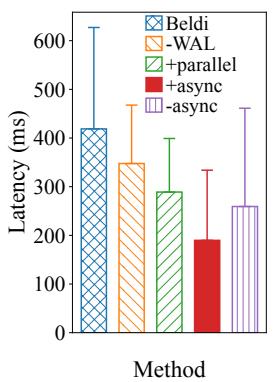 Beldi
-WAL
+parallel
+async
-async
Latency (ms)
600
500
400
300
200
100
0
Method